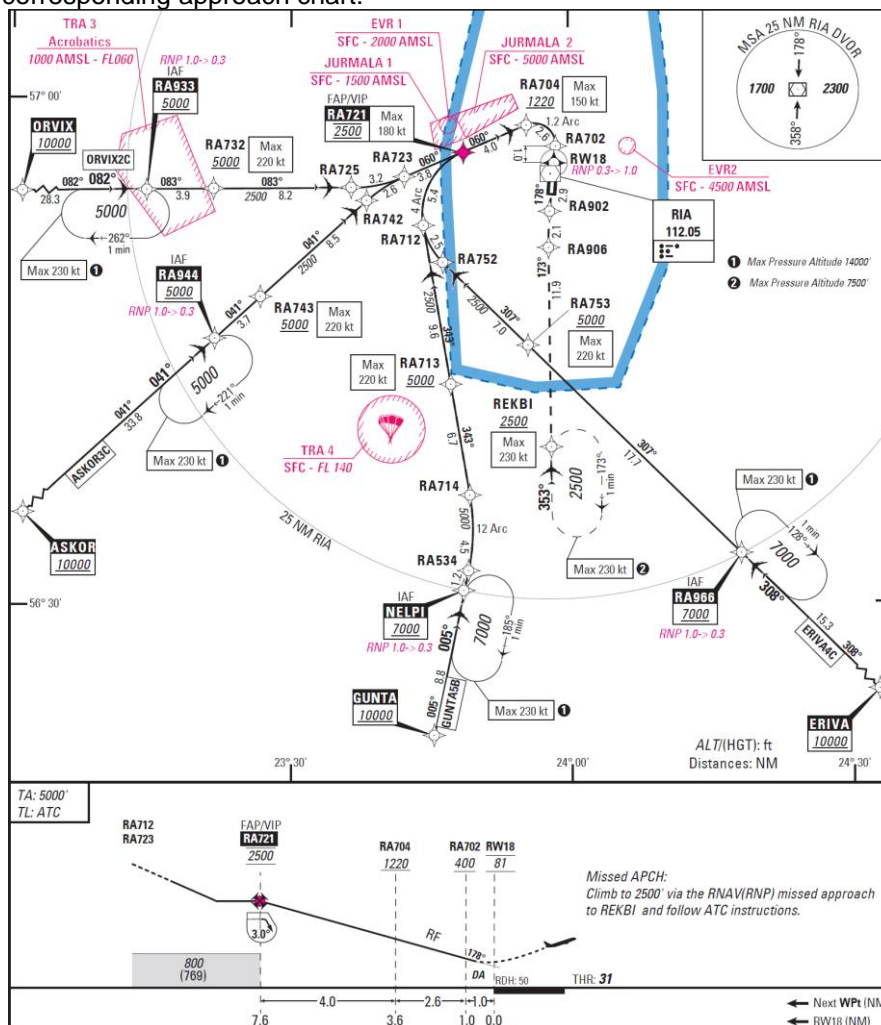 corresponding approach chart.
TRA 3
Acrobatics
1000 AMSL - FL060
RNP 1.0-> 0.3
IAF
RA933
5000
EVR 1
SFC - 2000 AMSL
JURMALA 2
SFC - 5000 AMSL
JURMALA 1
SFC - 1500 AMSL
FAP/VIP
RA721
2500
Max
180 kt
RA704
1220
Max
150 kt
MSA 25 NM RIA DVOR
178°
1700
2300
358°
57° 00'
ORVIX
10000
ORVIX2C
RA732
5000
Max
220 kt
RA725
RA723
060°
3.8
060°
4.0
1.2 Arc
2.6
RA702
1.0
RW18
RNP 0.3-> 1.0
EVR2
SFC - 4500 AMSL
082°
28.3
082°
5000
083°
3.9
083°
2500
8.2
3.2
2.6
RA742
4 Arc
5.4
178°
2.9
RA902
2.1
RA906
RIA
112.05
262°
1 min
Max 230 kt 1
RA712
2.5
RA752
173°
11.9
1 Max Pressure Altitude 14000'
2 Max Pressure Altitude 7500'
IAF
RA944
5000
RNP 1.0-> 0.3
041°
2500
8.5
041°
3.7
RA743
5000
Max
220 kt
2500
9.6
343°
2500
7.0
307°
RA753
5000
Max
220 kt
041°
5000
221°
1 min
Max 230 kt 1
041°
33.8
ASKOR3C
Max
220 kt
RA713
5000
REKBI
2500
Max
230 kt
TRA 4
SFC - FL 140
343°
6.7
307°
17.7
353°
2500
173°
1 min
Max 230 kt 2
25 NM RIA
RA714
5000
12 Arc
4.5
RA534
1.2
ASKOR
10000
56° 30'
IAF
NELPI
7000
RNP 1.0-> 0.3
7000
185°
1 min
Max 230 kt 1
005°
8.8
005°
GUNTA5B
GUNTA
10000
Max 230 kt 1
1 min
128°
7000
IAF
RA966
7000
RNP 1.0-> 0.3
308°
15.3
308°
ERIVA4C
ERIVA
10000
ALT/(HGT): ft
Distances: NM
23° 30'
24° 00'
24° 30'
TA: 5000'
TL: ATC
RA712
RA723
FAP/VIP
RA721
2500
RA704
1220
RA702
400
RW18
81
3.0°
RF
178°
DA
RDH: 50
THR: 31
800
(769)
Missed APCH:
Climb to 2500' via the RNAV(RNP) missed approach
to REKBI and follow ATC instructions.
4.0
2.6
1.0
Next WPt (NM
7.6
3.6
1.0
0.0
RW18 (NM)